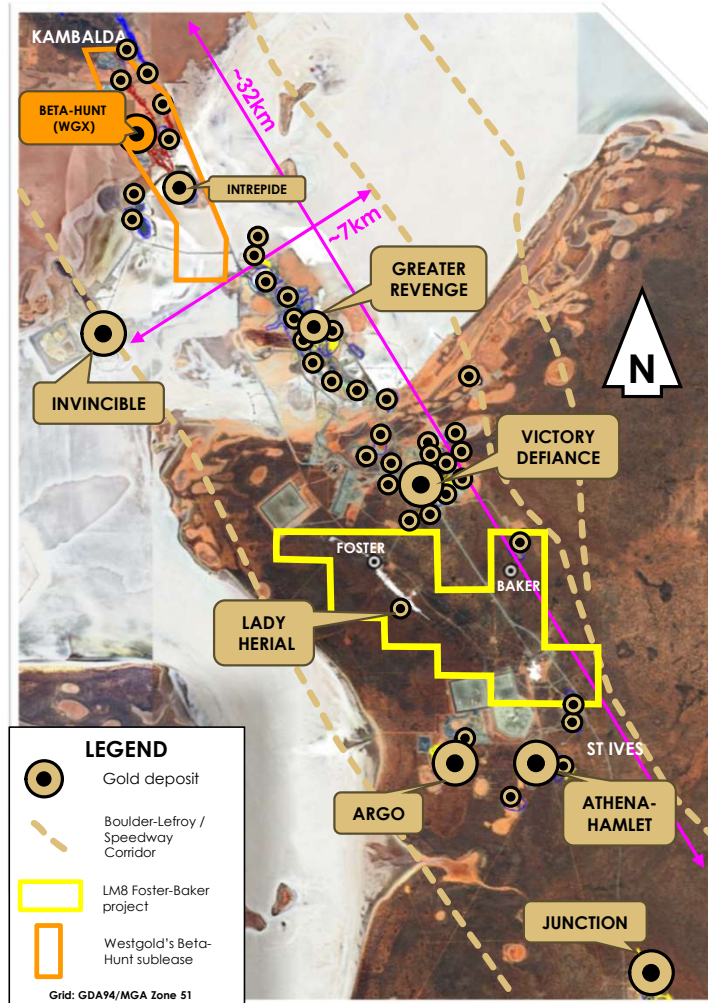 KAMBALDA
~32km
BETA-HUNT
(WGX)
INTREPIDE
~7km
GREATER
REVENGE
N
INVINCIBLE
VICTORY
DEFIANCE
FOSTER
BAKER
LADY
HERIAL
ST IVES
ARGO
ATHENA-
HAMLET
JUNCTION
LEGEND
Gold deposit
Boulder-Lefroy /
Speedway
Corridor
LM8 Foster-Baker
project
Westgold's Beta-
Hunt sublease
Grid: GDA94/MGA Zone 51